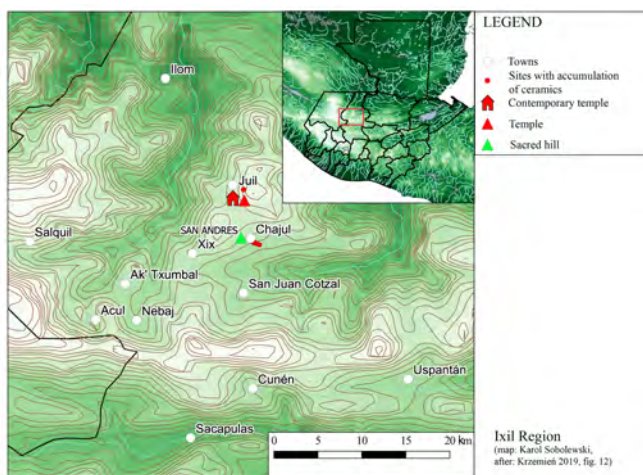 LEGEND
Towns
Sites with accumulation
of ceramics
Contemporary temple
Temple
Sacred hill
Ilom
Juil
SAN ANDRES
Chajul
Salquil
Xix
Ak' Txumbal
San Juan Cotzal
Acul
Nebaj
Uspantán
Cunén
Sacapulas
0 5 10 15 20 km
Ixil Region
(map: Karol Sobolewski,
after: Krzemień 2019, fig. 12)